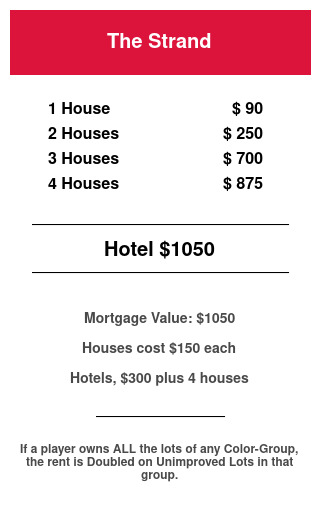 The Strand
1 House $ 90
2 Houses $ 250
3 Houses $ 700
4 Houses $ 875
Hotel $1050
Mortgage Value: $1050
Houses cost $150 each
Hotels, $300 plus 4 houses
If a player owns ALL the lots of any Color-Group,
the rent is Doubled on Unimproved Lots in that
group.